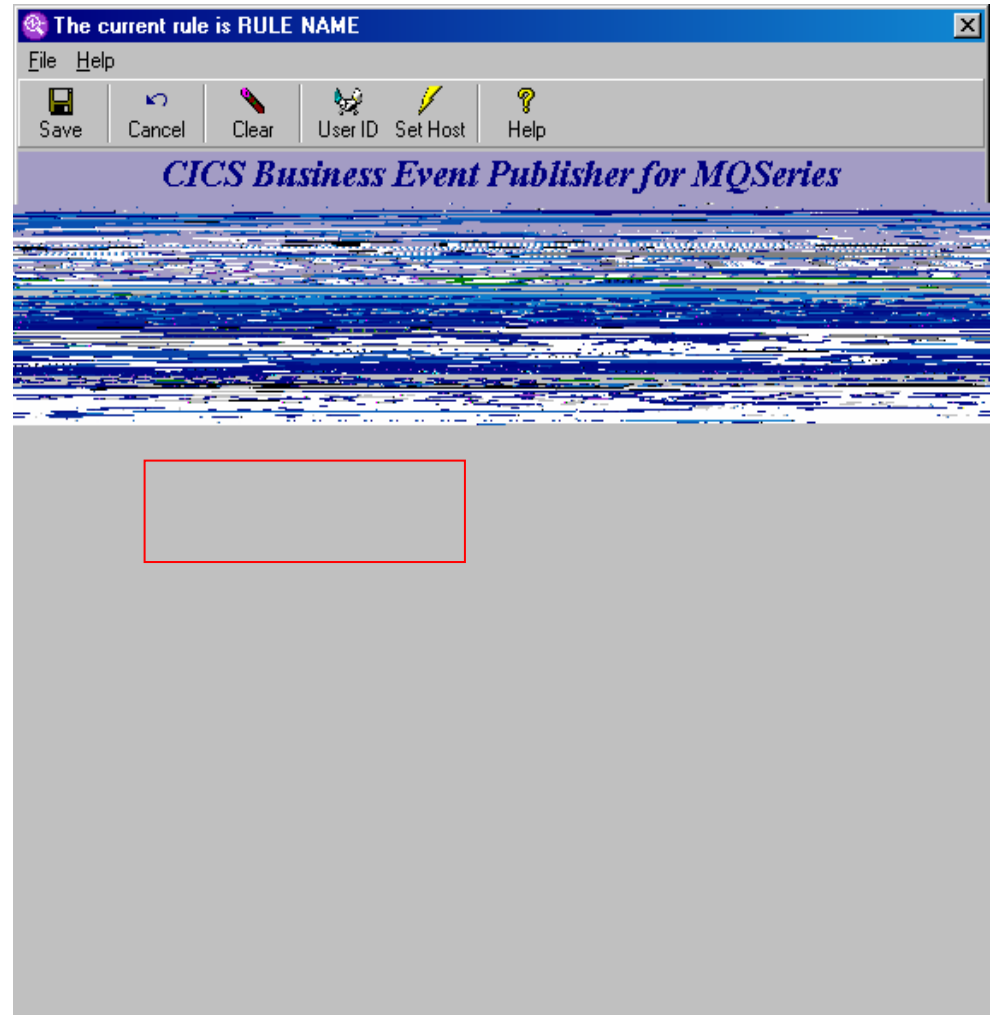 The current rule is RULE NAME
File Help
Save Cancel Clear User ID Set Host Help
CICS Business Event Publisher for MQSeries